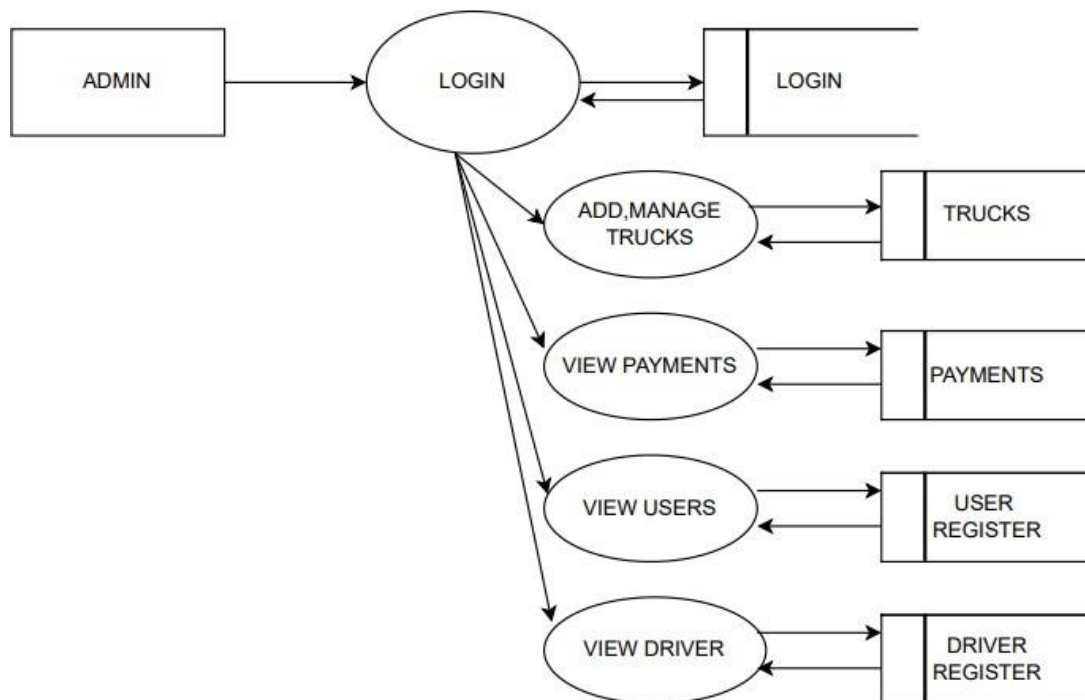 ADMIN
LOGIN
LOGIN
ADD,MANAGE
TRUCKS
TRUCKS
VIEW PAYMENTS
PAYMENTS
VIEW USERS
USER
REGISTER
VIEW DRIVER
DRIVER
REGISTER